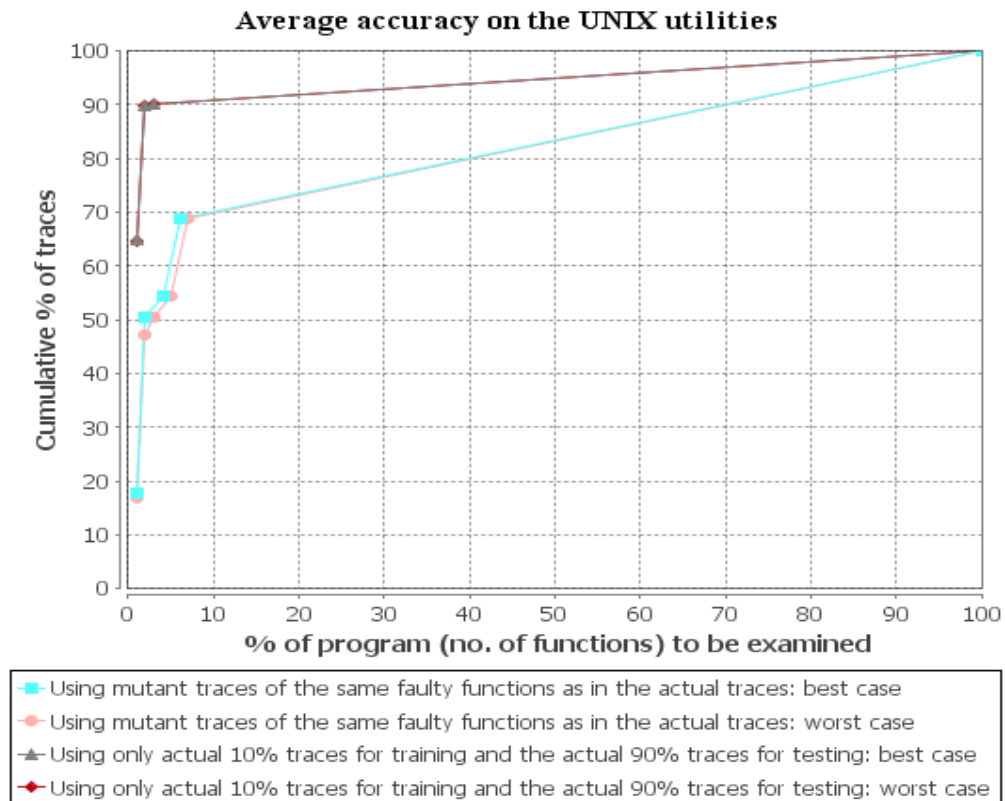 Average accuracy on the UNIX utilities
100
90
80
70
60
50
40
30
20
10
0
Cumulative % of traces
0 10 20 30 40 50 60 70 80 90 100
% of program (no. of functions) to be examined
Using mutant traces of the same faulty functions as in the actual traces: best case
Using mutant traces of the same faulty functions as in the actual traces: worst case
Using only actual 10% traces for training and the actual 90% traces for testing: best case
Using only actual 10% traces for training and the actual 90% traces for testing: worst case